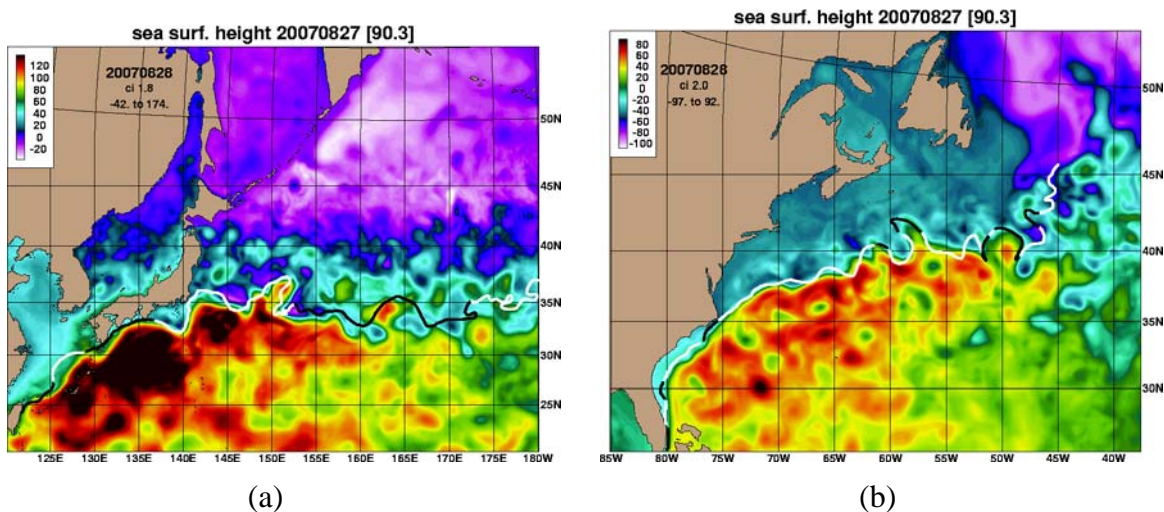 sea surf. height 20070827 [90.3]
120
100
80
60
40
20
0
-20
20070828
ci 1.8
-42. to 174.
50N
45N
40N
35N
30N
25N
125E 130E 135E 140E 145E 150E 155E 160E 165E 170E 175E 180W
(a)
sea surf. height 20070827 [90.3]
80
60
40
20
0
-20
-40
-60
-80
-100
20070828
ci 2.0
-97. to 92.
50N
45N
40N
35N
30N
85W 80W 75W 70W 65W 60W 55W 50W 45W 40W
(b)